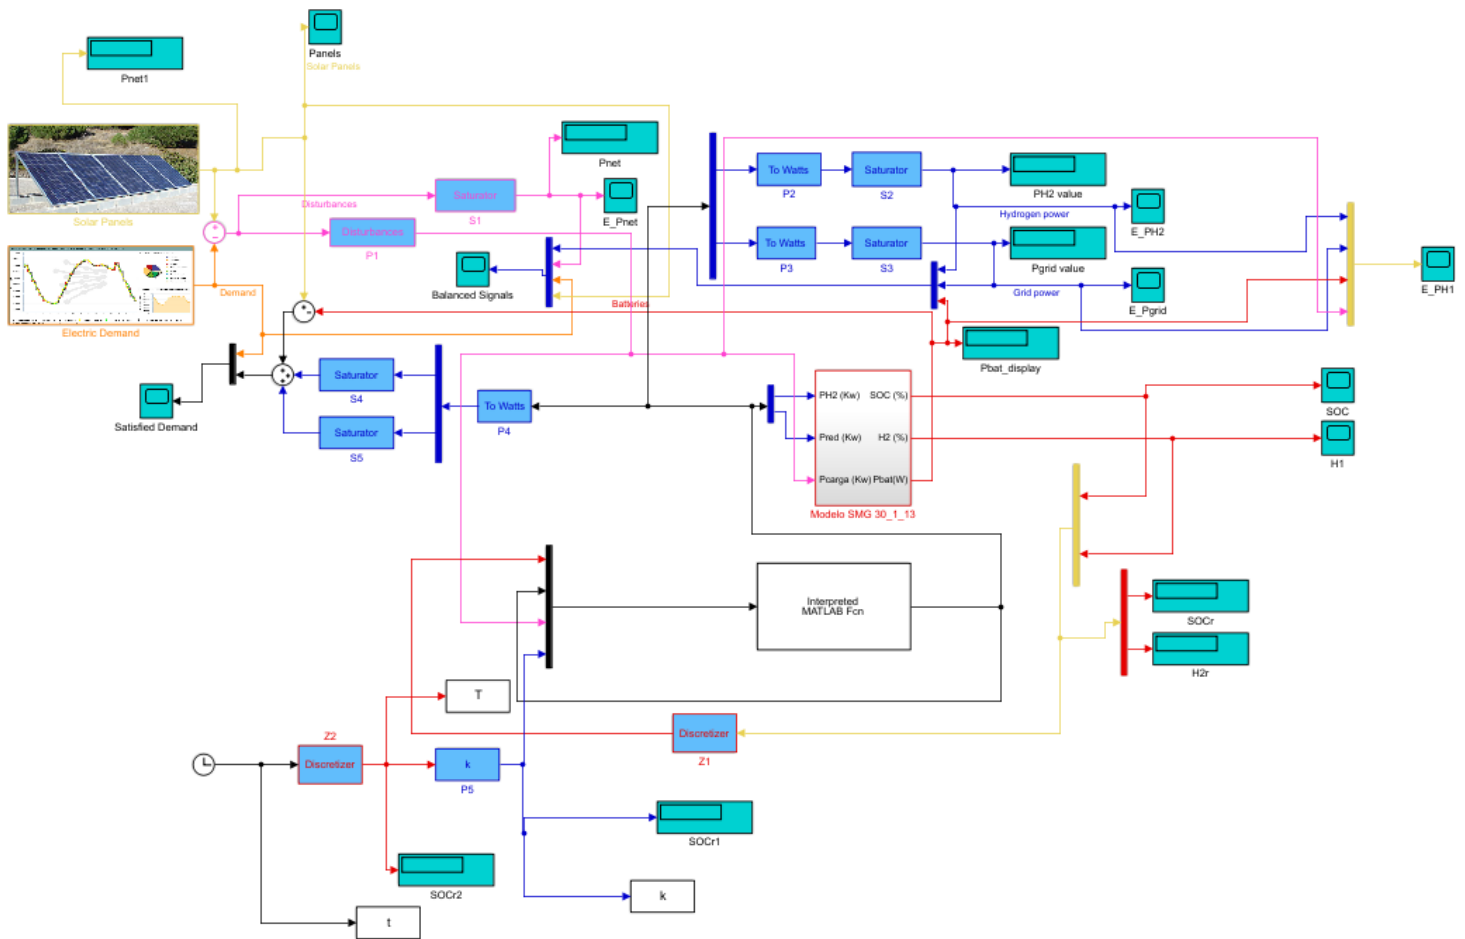 Panels
Solar Panels
Pnet1
Pnet
Saturator
S1
Disturbances
E_Pnet
Disturbances
P1
Solar Panels
Balanced Signals
Demand
Electric Demand
Batteries
To Watts
P2
Saturator
S2
PH2 value
Hydrogen power
E_PH2
To Watts
P3
Saturator
S3
Pgrid value
Grid power
E_Pgrid
E_PH1
Pbat_display
Saturator
S4
Saturator
S5
To Watts
P4
Satisfied Demand
PH2 (Kw)
SOC (%)
Pred (Kw)
H2 (%)
Pcarga (Kw)
Pbat(W)
Modelo SMG 30_1_13
SOC
H1
Interpreted
MATLAB Fcn
SOCr
H2r
T
Discretizer
Z1
Z2
Discretizer
k
P5
SOCr1
SOCr2
k
t